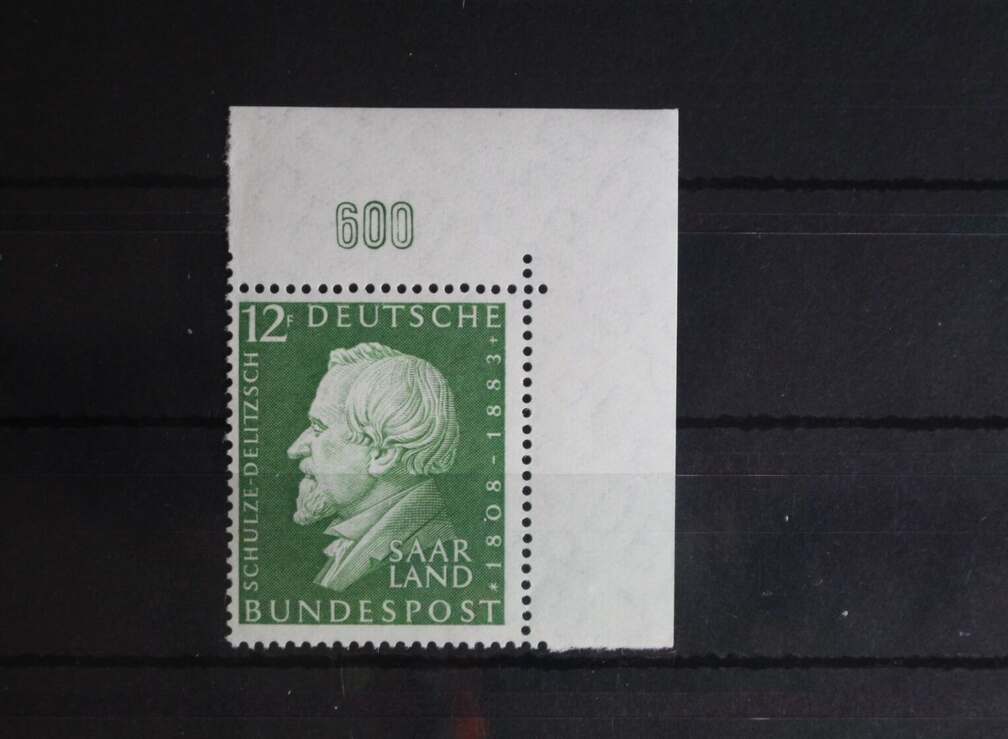 600
12F DEUTSCHE
SCHULZE-DELITZSCH
*1808-1883+
SAAR
LAND
BUNDESPOST